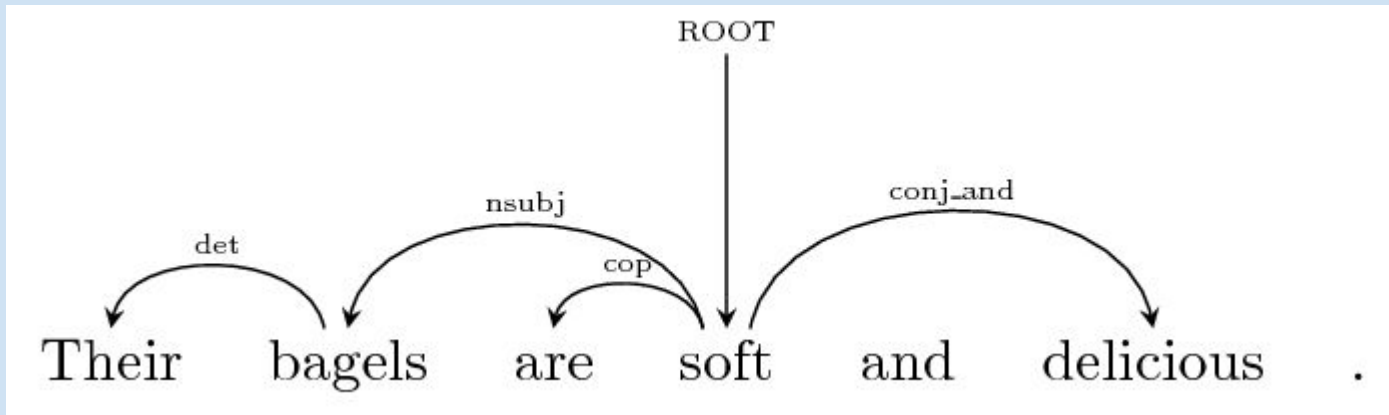 ROOT
conj_and
nsubj
det
cop
Their bagels are soft and delicious .